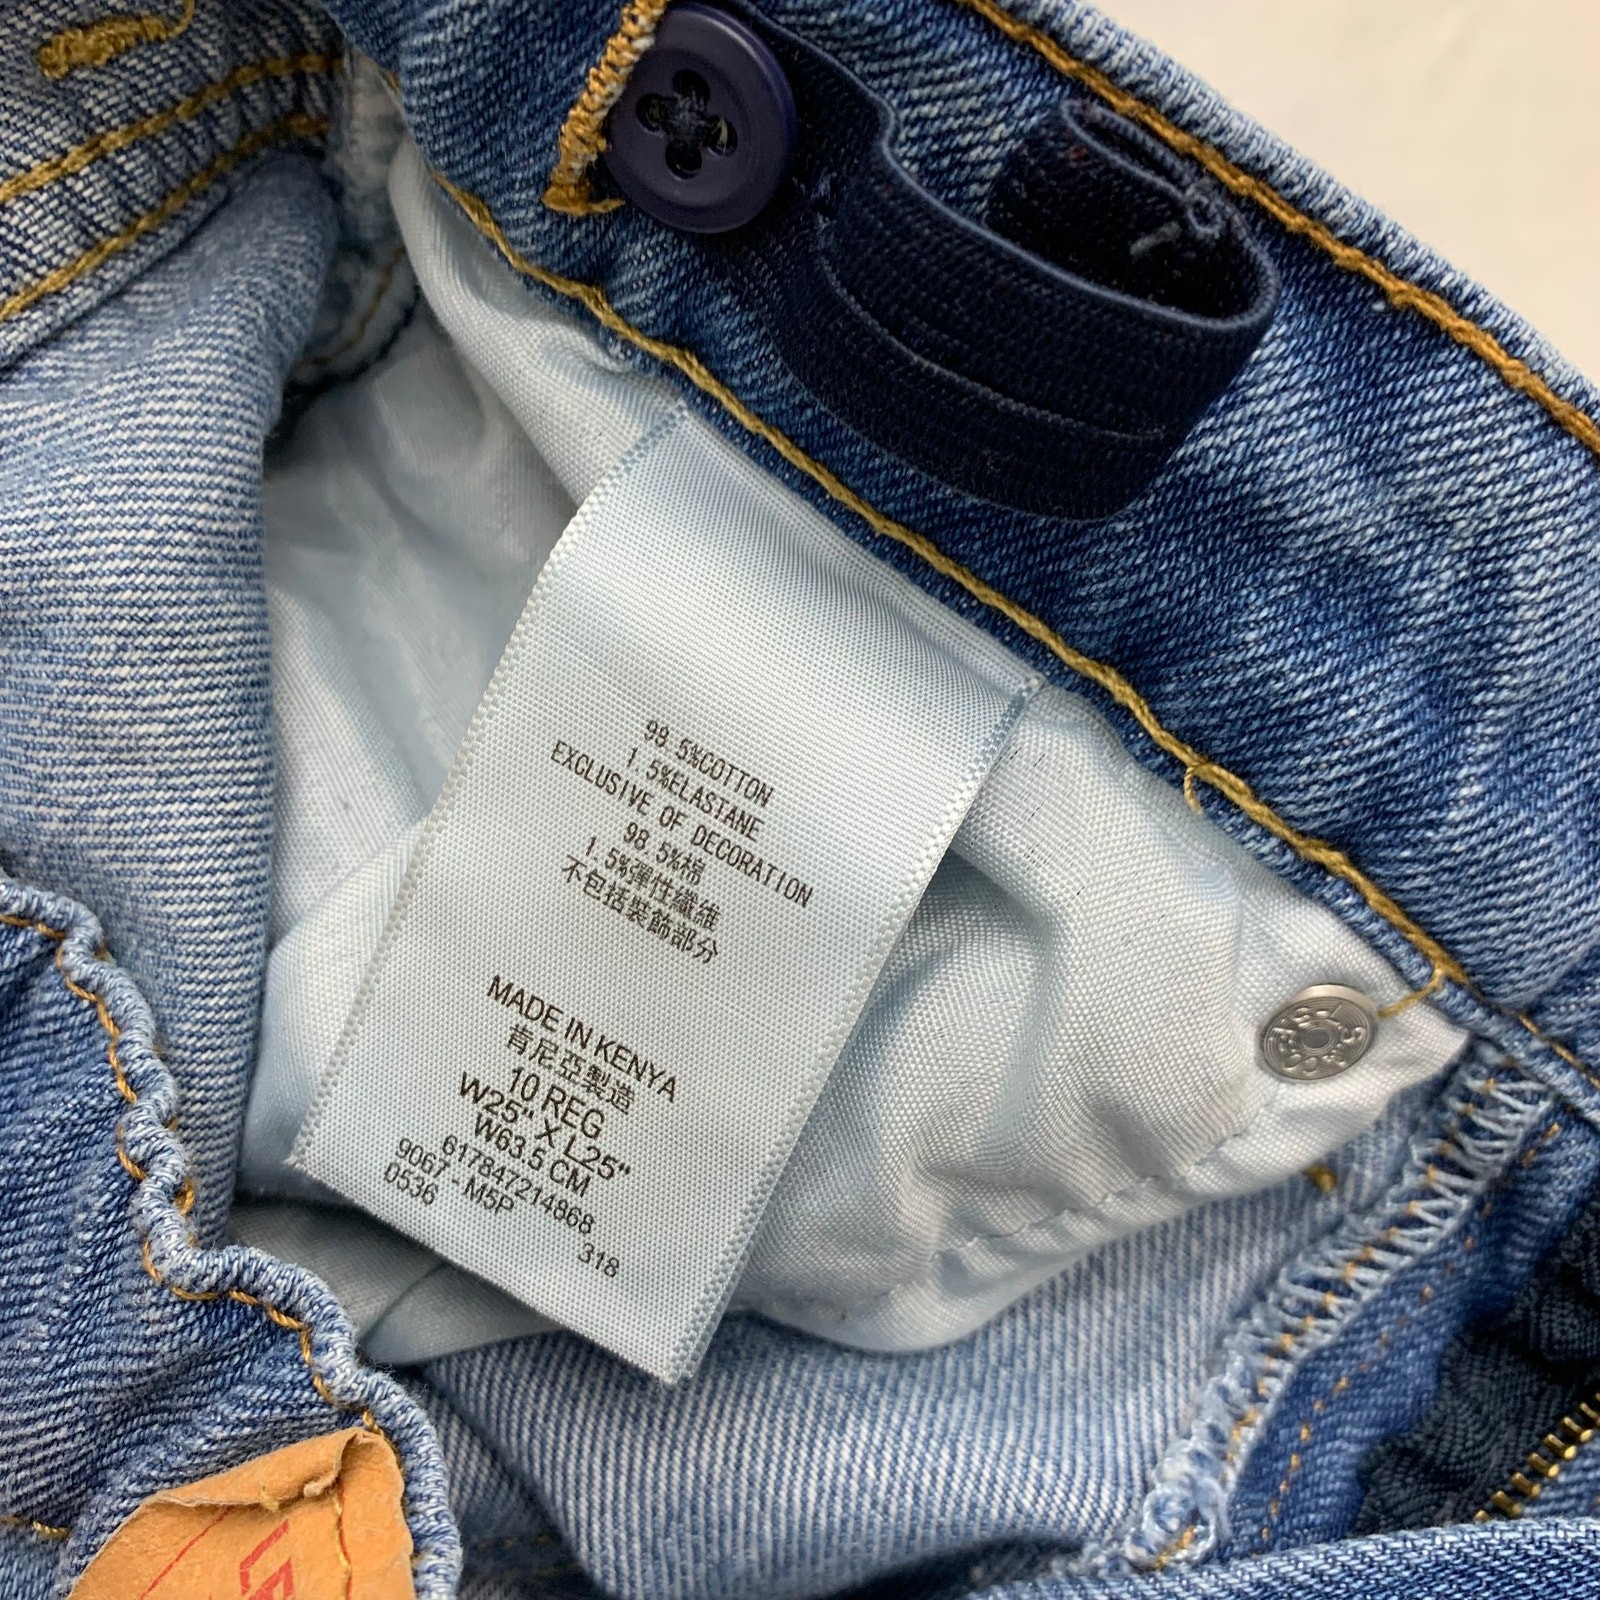 98.5%COTTON
1.5%ELASTANE
EXCLUSIVE OF DECORATION
98.5%棉
1.5%彈性纖維
不包括裝飾部分
MADE IN KENYA
肯尼亞製造
10 REG
W25" X L25"
W63.5 CM
617847214868
9067 - M5P
0536
318